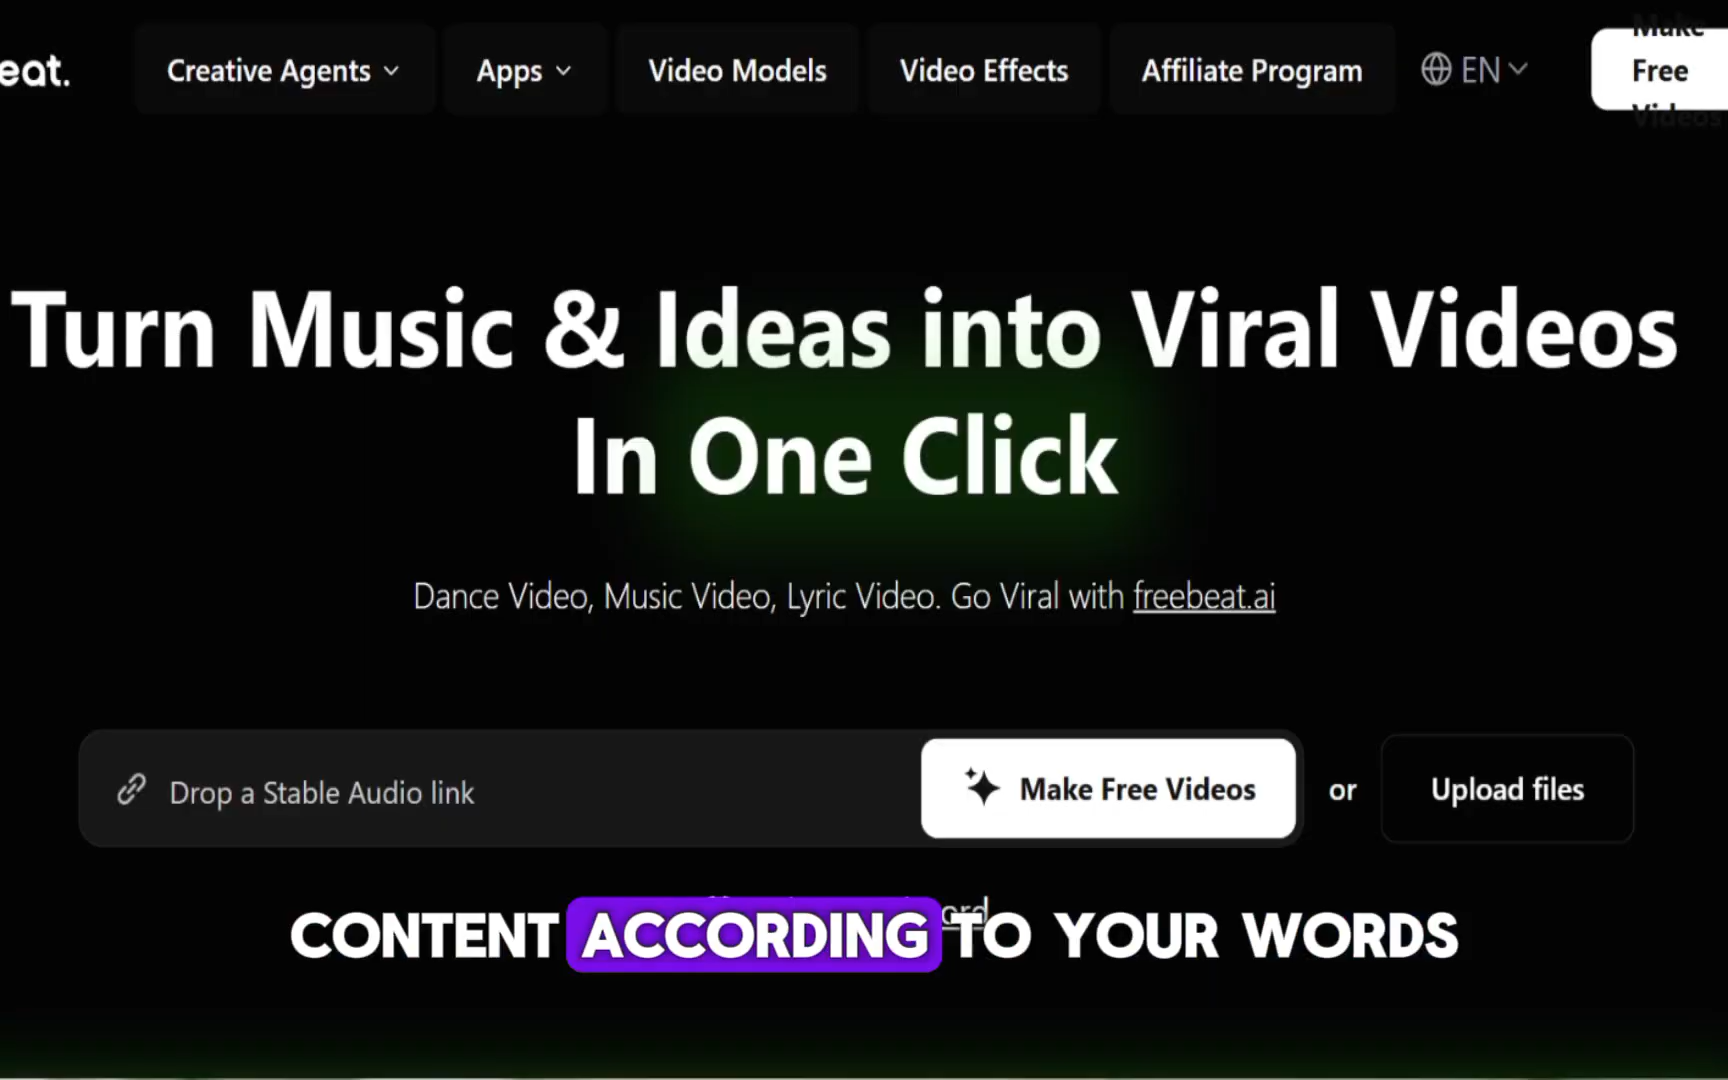 eat.
Creative Agents
Apps
Video Models
Video Effects
Affiliate Program
EN
Make
Free
Videos
Turn Music & Ideas into Viral Videos
In One Click
Dance Video, Music Video, Lyric Video. Go Viral with freebeat.ai
Drop a Stable Audio link
Make Free Videos
or
Upload files
CONTENT ACCORDING TO YOUR WORDS